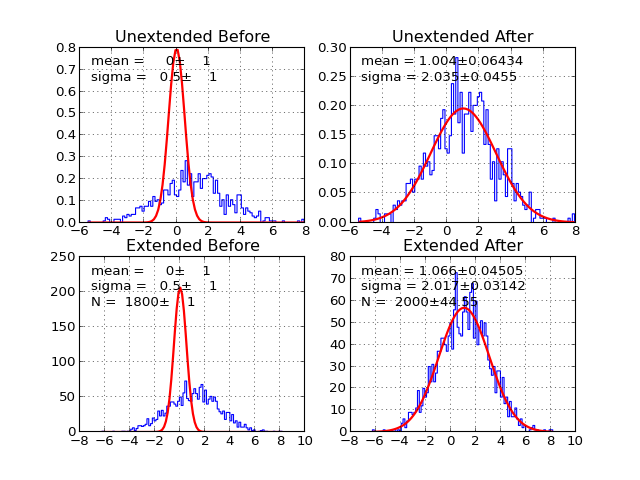 Unextended Before
mean = 0± 1
sigma = 0.5± 1
0.8
0.7
0.6
0.5
0.4
0.3
0.2
0.1
0.0
−6 −4 −2 0 2 4 6 8
Unextended After
mean = 1.004±0.06434
sigma = 2.035±0.0455
0.30
0.25
0.20
0.15
0.10
0.05
0.00
−6 −4 −2 0 2 4 6 8
Extended Before
mean = 0± 1
sigma = 0.5± 1
N = 1800± 1
250
200
150
100
50
0
−8 −6 −4 −2 0 2 4 6 8 10
Extended After
mean = 1.066±0.04505
sigma = 2.017±0.03142
N = 2000±44.55
80
70
60
50
40
30
20
10
0
−8 −6 −4 −2 0 2 4 6 8 10